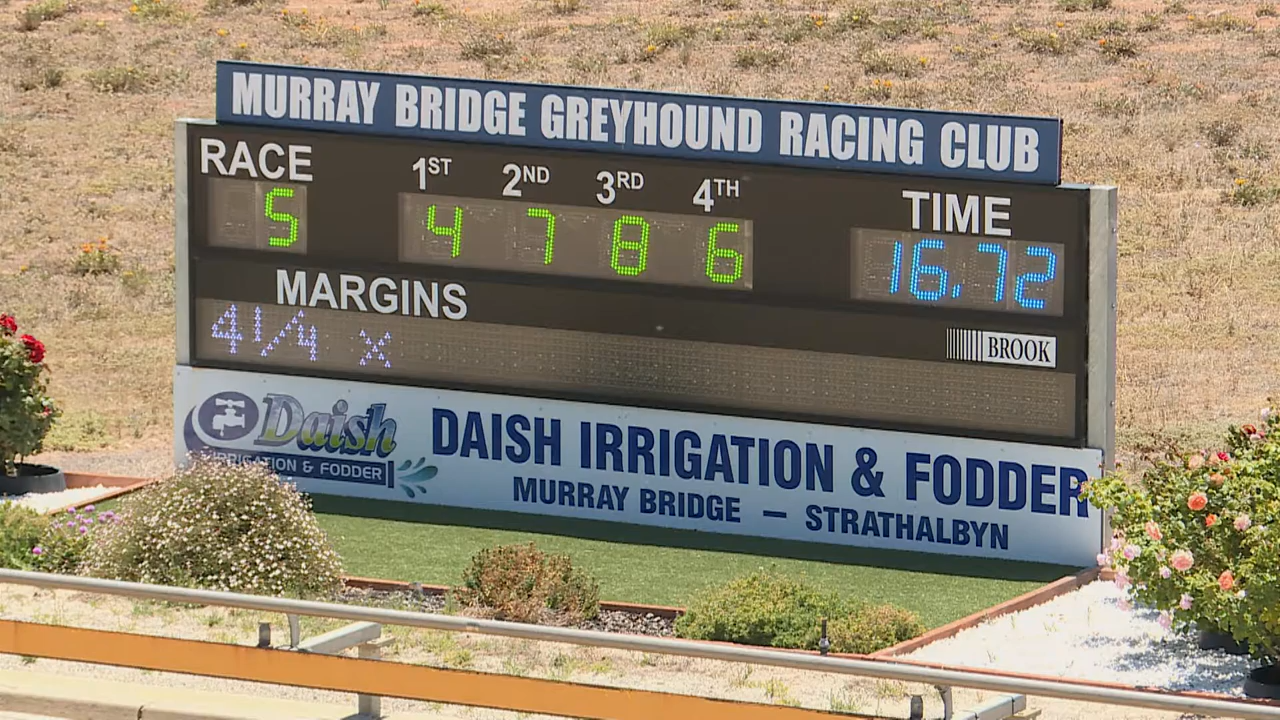 MURRAY BRIDGE GREYHOUND RACING CLUB
RACE 1ST 2ND 3RD 4TH TIME
5 4 7 8 6 16.72
MARGINS
4 1/4 X
BROOK
Daish
IRRIGATION & FODDER
DAISH IRRIGATION & FODDER
MURRAY BRIDGE – STRATHALBYN